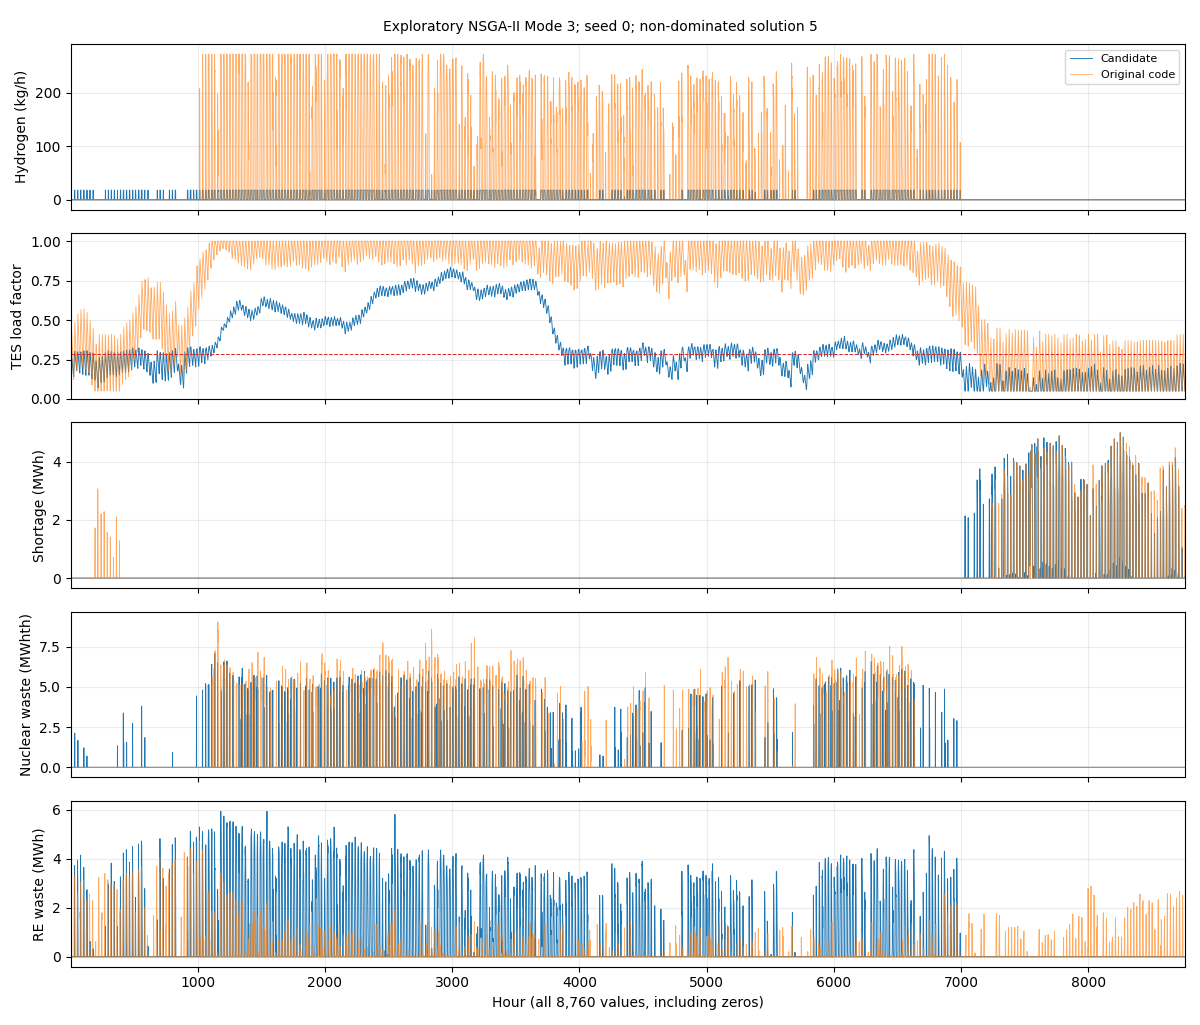 Exploratory NSGA-II Mode 3; seed 0; non-dominated solution 5
Hydrogen (kg/h)
200
100
0
Candidate
Original code
TES load factor
1.00
0.75
0.50
0.25
0.00
Shortage (MWh)
4
2
0
Nuclear waste (MWhth)
7.5
5.0
2.5
0.0
RE waste (MWh)
6
4
2
0
1000 2000 3000 4000 5000 6000 7000 8000
Hour (all 8,760 values, including zeros)